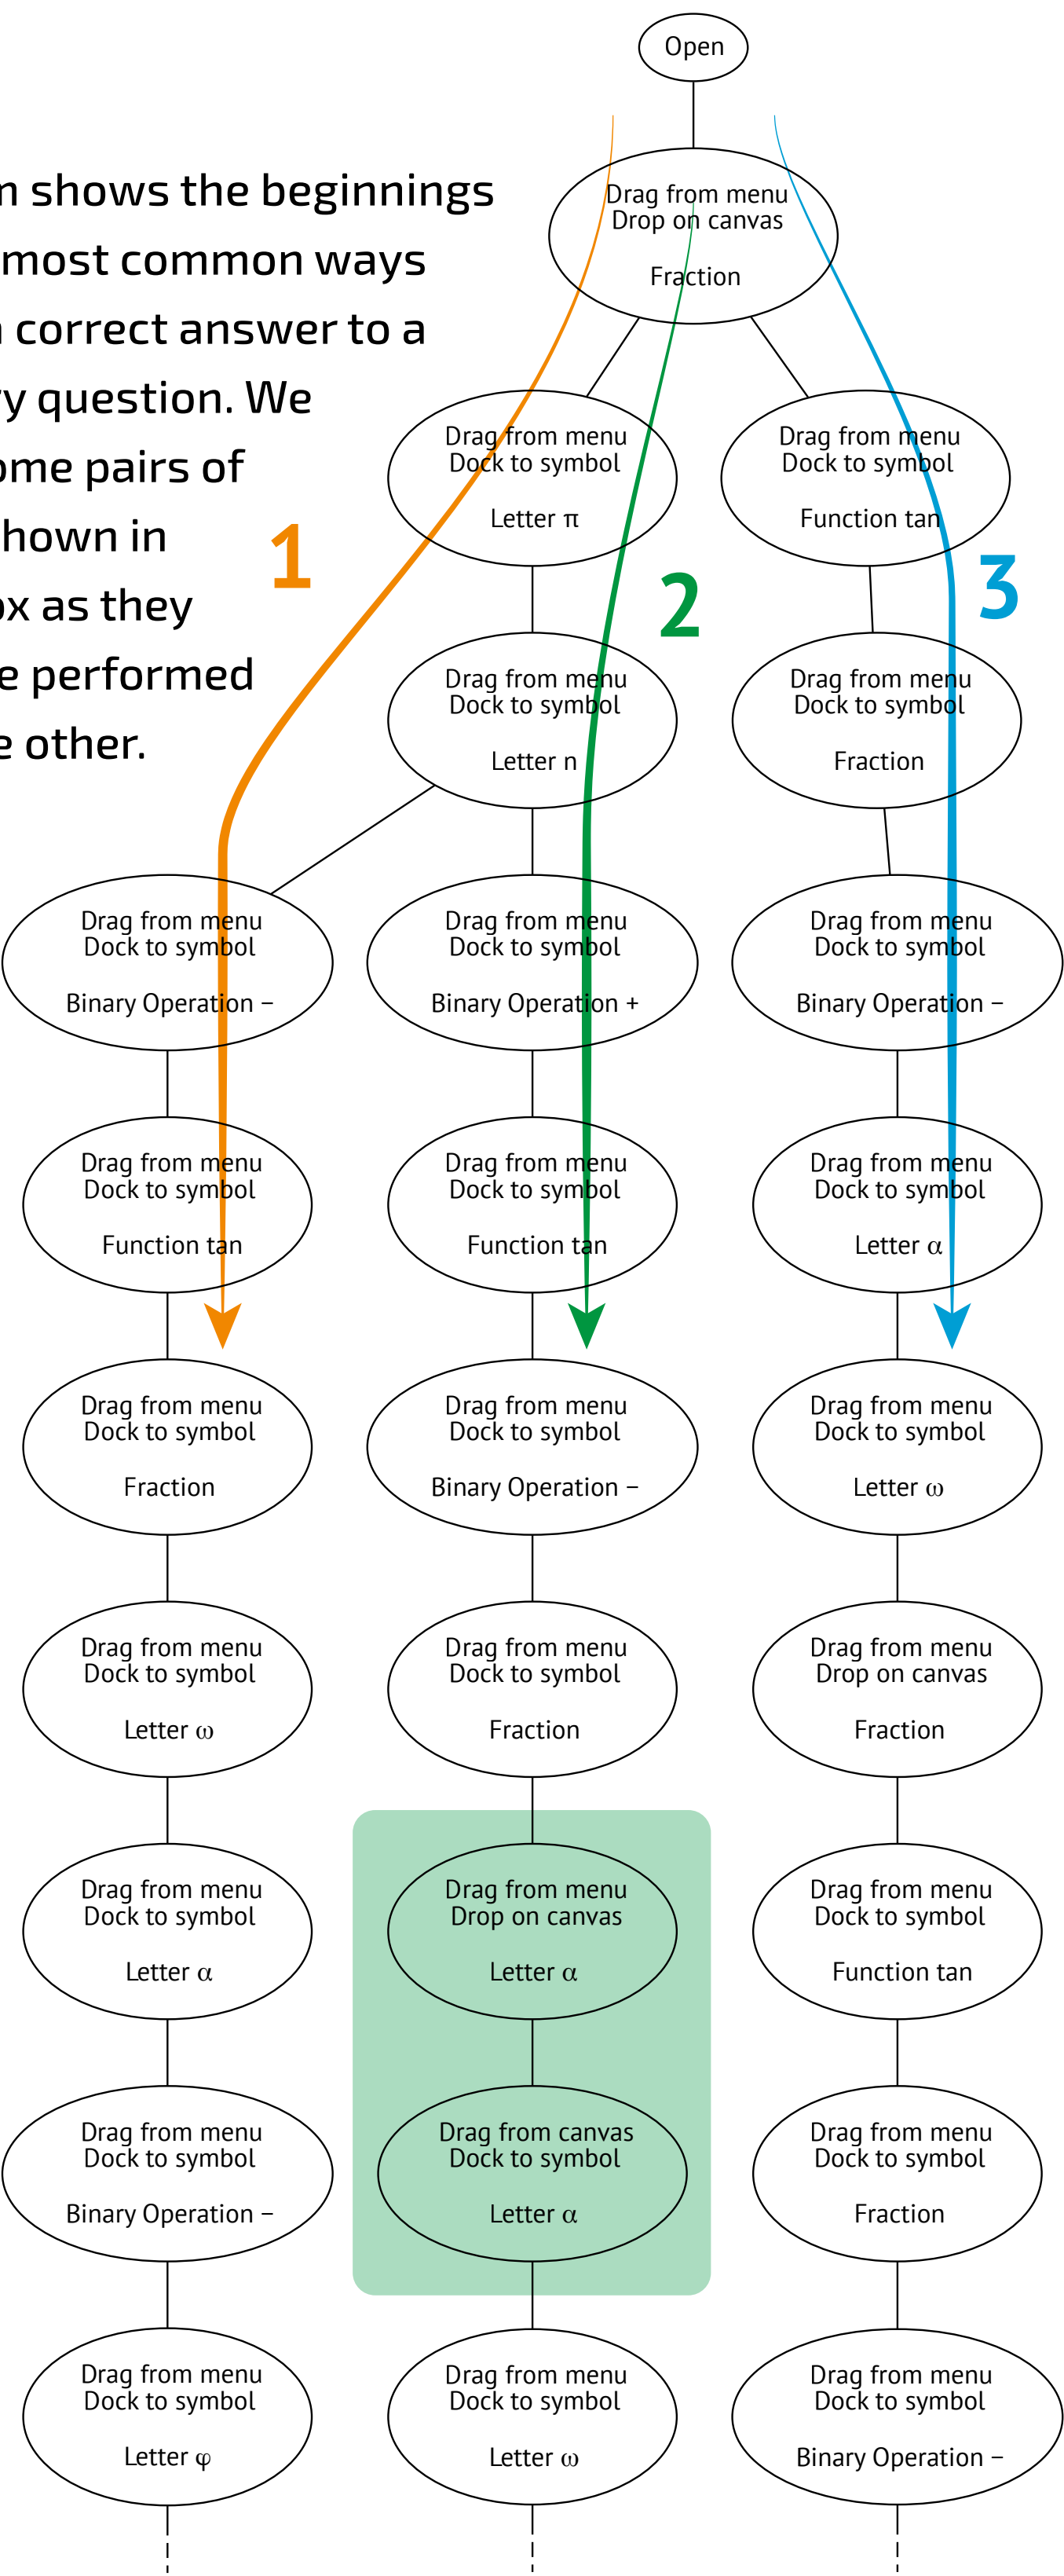 Open
m shows the beginnings
most common ways
correct answer to a
y question. We
ome pairs of
hown in
ox as they
e performed
e other.
1
2
3
Drag from menu
Drop on canvas
Fraction
Drag from menu
Dock to symbol
Letter π
Drag from menu
Dock to symbol
Function tan
Drag from menu
Dock to symbol
Letter n
Drag from menu
Dock to symbol
Fraction
Drag from menu
Dock to symbol
Binary Operation −
Drag from menu
Dock to symbol
Binary Operation +
Drag from menu
Dock to symbol
Binary Operation −
Drag from menu
Dock to symbol
Function tan
Drag from menu
Dock to symbol
Function tan
Drag from menu
Dock to symbol
Letter α
Drag from menu
Dock to symbol
Fraction
Drag from menu
Dock to symbol
Binary Operation −
Drag from menu
Dock to symbol
Letter ω
Drag from menu
Dock to symbol
Letter ω
Drag from menu
Dock to symbol
Fraction
Drag from menu
Drop on canvas
Fraction
Drag from menu
Dock to symbol
Letter α
Drag from menu
Drop on canvas
Letter α
Drag from menu
Dock to symbol
Function tan
Drag from menu
Dock to symbol
Binary Operation −
Drag from canvas
Dock to symbol
Letter α
Drag from menu
Dock to symbol
Fraction
Drag from menu
Dock to symbol
Letter φ
Drag from menu
Dock to symbol
Letter ω
Drag from menu
Dock to symbol
Binary Operation −